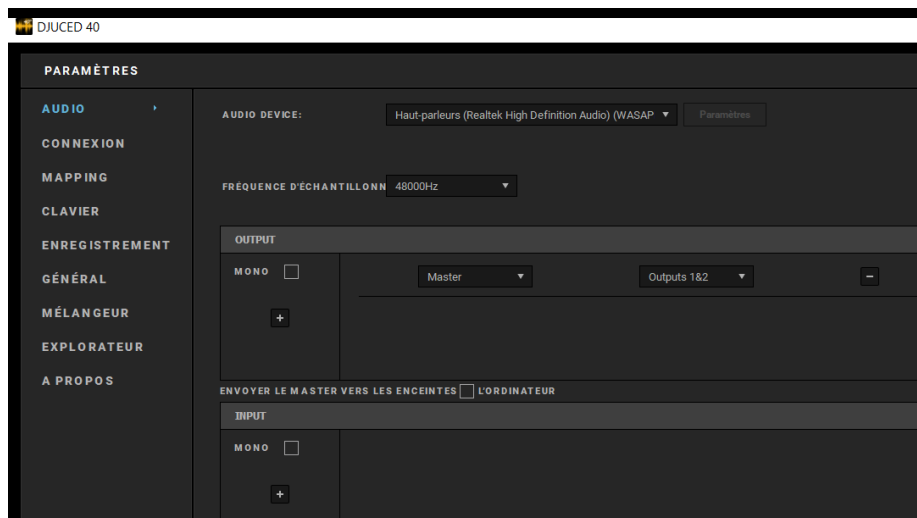 DJUCED 40
PARAMÈTRES
AUDIO
CONNEXION
MAPPING
CLAVIER
ENREGISTREMENT
GÉNÉRAL
MÉLANGEUR
EXPLORATEUR
A PROPOS
AUDIO DEVICE: Haut-parleurs (Realtek High Definition Audio) (WASAP Paramètres
FRÉQUENCE D'ÉCHANTILLONN 48000Hz
OUTPUT
MONO Master Outputs 1&2 −
+
ENVOYER LE MASTER VERS LES ENCEINTES L'ORDINATEUR
INPUT
MONO
+